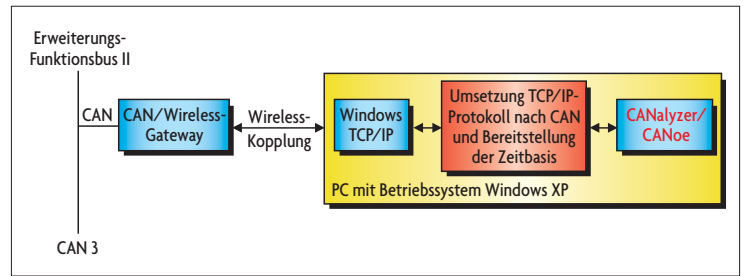 Erweiterungs-
Funktionsbus II
CAN
CAN/Wireless-
Gateway
Wireless-
Kopplung
Windows
TCP/IP
Umsetzung TCP/IP-
Protokoll nach CAN
und Bereitstellung
der Zeitbasis
CANalyzer/
CANoe
PC mit Betriebssystem Windows XP
CAN 3